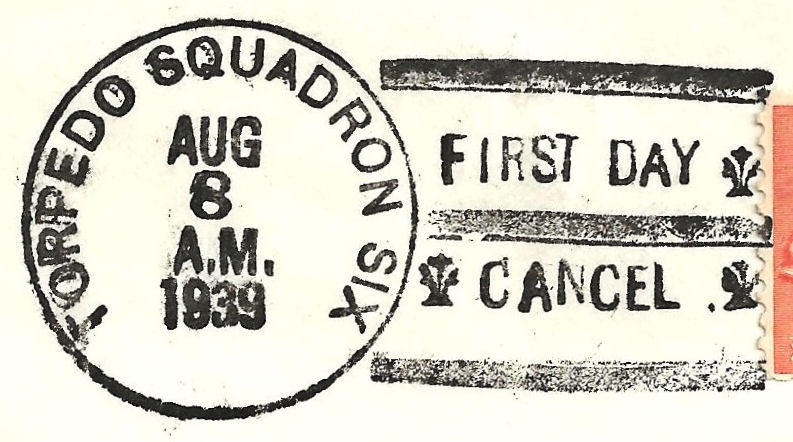 TORPEDO SQUADRON SIX
AUG
8
A.M.
1939
FIRST DAY
CANCEL